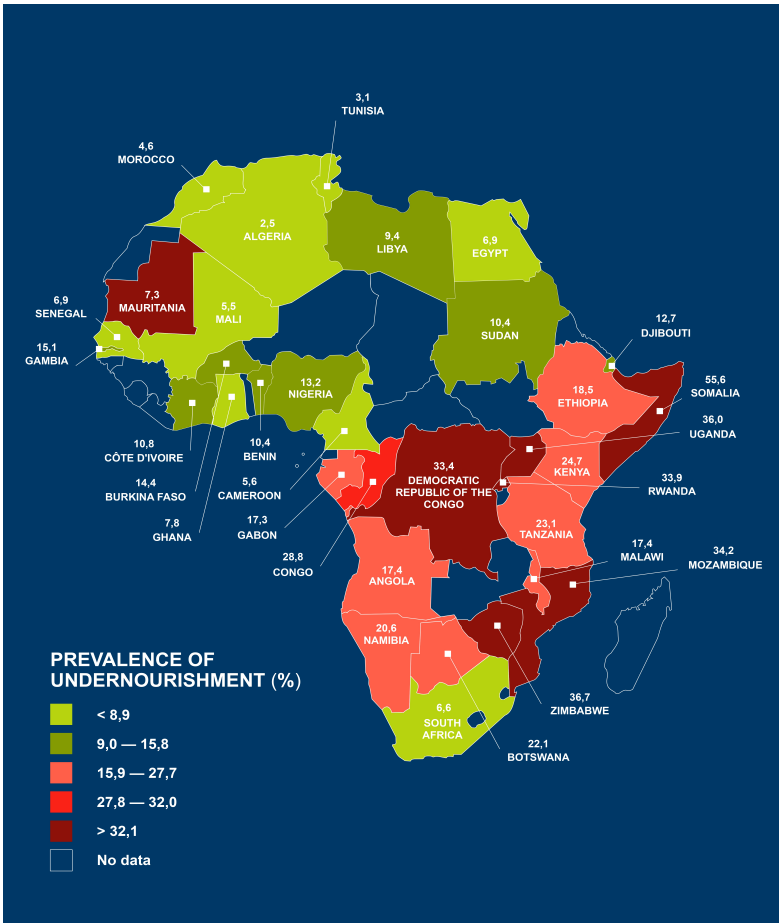 3,1
TUNISIA
4,6
MOROCCO
2,5
ALGERIA
9,4
LIBYA
6,9
EGYPT
7,3
MAURITANIA
6,9
SENEGAL
5,5
MALI
10,4
SUDAN
12,7
DJIBOUTI
15,1
GAMBIA
13,2
NIGERIA
18,5
ETHIOPIA
55,6
SOMALIA
36,0
UGANDA
10,8
CÔTE D'IVOIRE
10,4
BENIN
14,4
BURKINA FASO
5,6
CAMEROON
7,8
GHANA
17,3
GABON
28,8
CONGO
33,4
DEMOCRATIC
REPUBLIC OF THE
CONGO
24,7
KENYA
33,9
RWANDA
23,1
TANZANIA
17,4
MALAWI
34,2
MOZAMBIQUE
17,4
ANGOLA
20,6
NAMIBIA
36,7
ZIMBABWE
22,1
BOTSWANA
6,6
SOUTH
AFRICA
PREVALENCE OF
UNDERNOURISHMENT (%)
< 8,9
9,0 — 15,8
15,9 — 27,7
27,8 — 32,0
> 32,1
No data